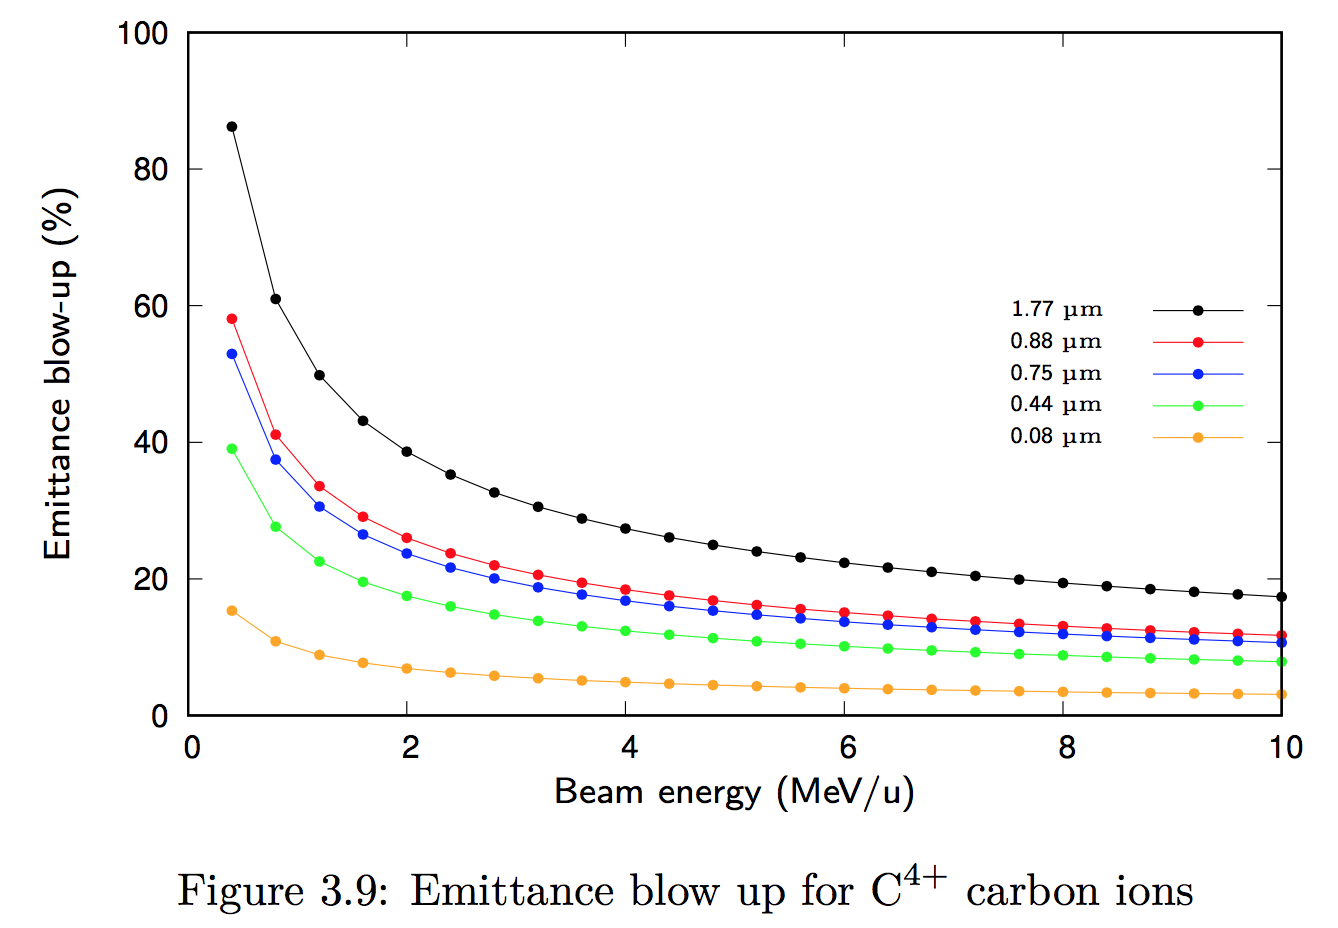 100
80
60
40
20
0
Emittance blow-up (%)
1.77 µm
0.88 µm
0.75 µm
0.44 µm
0.08 µm
0 2 4 6 8 10
Beam energy (MeV/u)
Figure 3.9: Emittance blow up for C⁴⁺ carbon ions